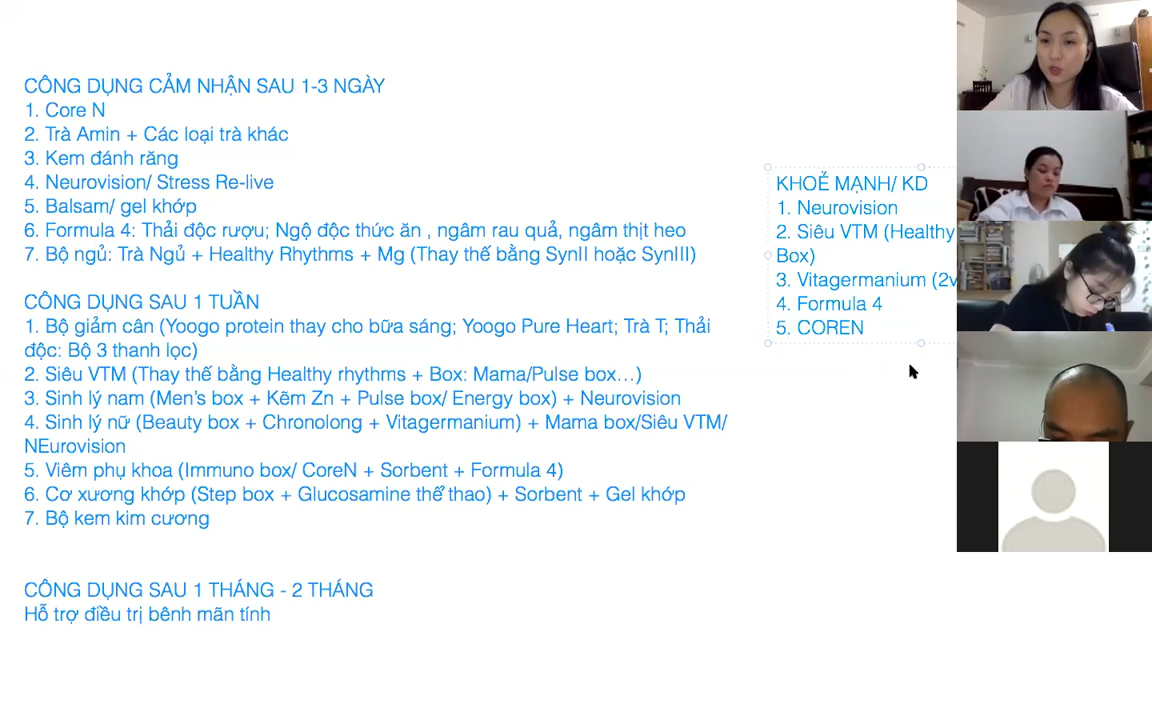 CÔNG DỤNG CẢM NHẬN SAU 1-3 NGÀY
1. Core N
2. Trà Amin + Các loại trà khác
3. Kem đánh răng
4. Neurovision/ Stress Re-live
5. Balsam/ gel khớp
6. Formula 4: Thải độc rượu; Ngộ độc thức ăn , ngâm rau quả, ngâm thịt heo
7. Bộ ngủ: Trà Ngủ + Healthy Rhythms + Mg (Thay thế bằng SynII hoặc SynIII)
CÔNG DỤNG SAU 1 TUẦN
1. Bộ giảm cân (Yoogo protein thay cho bữa sáng; Yoogo Pure Heart; Trà T; Thải
độc: Bộ 3 thanh lọc)
2. Siêu VTM (Thay thế bằng Healthy rhythms + Box: Mama/Pulse box...)
3. Sinh lý nam (Men's box + Kẽm Zn + Pulse box/ Energy box) + Neurovision
4. Sinh lý nữ (Beauty box + Chronolong + Vitagermanium) + Mama box/Siêu VTM/
NEurovision
5. Viêm phụ khoa (Immuno box/ CoreN + Sorbent + Formula 4)
6. Cơ xương khớp (Step box + Glucosamine thể thao) + Sorbent + Gel khớp
7. Bộ kem kim cương
CÔNG DỤNG SAU 1 THÁNG - 2 THÁNG
Hỗ trợ điều trị bênh mãn tính
KHOẺ MẠNH/ KD
1. Neurovision
2. Siêu VTM (Healthy
Box)
3. Vitagermanium (2v
4. Formula 4
5. COREN